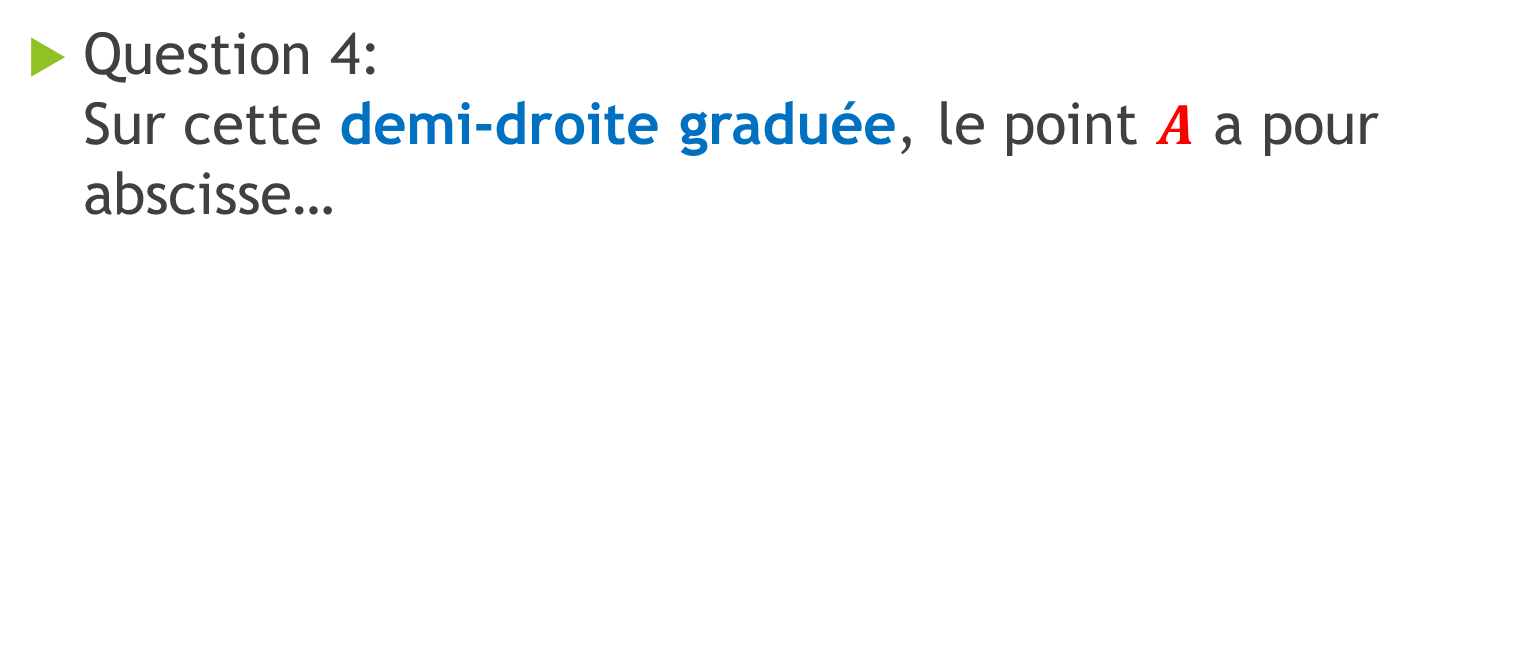 Question 4:
Sur cette demi-droite graduée, le point A a pour
abscisse…